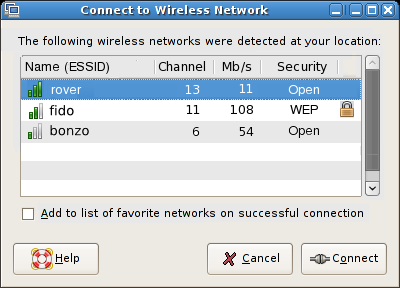 Connect to Wireless Network
The following wireless networks were detected at your location:
Name (ESSID) Channel Mb/s Security
rover 13 11 Open
fido 11 108 WEP
bonzo 6 54 Open
Add to list of favorite networks on successful connection
Help Cancel Connect